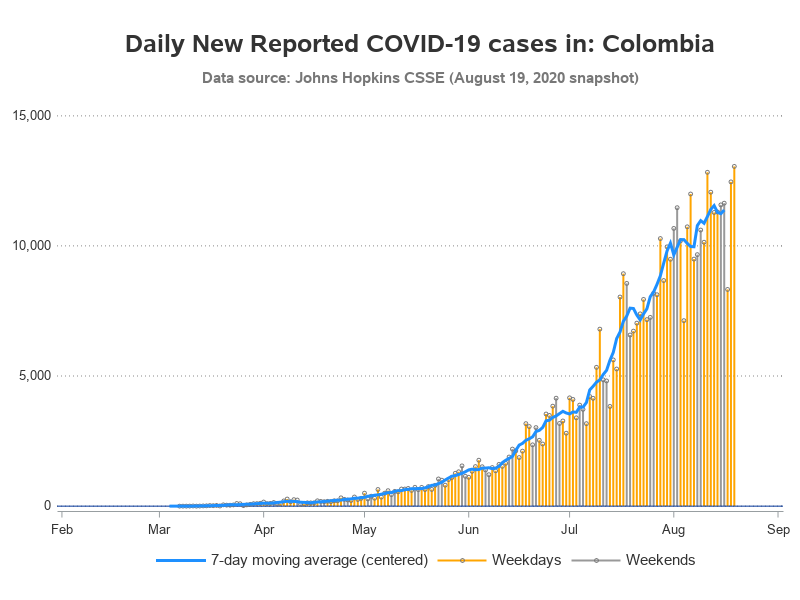 Daily New Reported COVID-19 cases in: Colombia
Data source: Johns Hopkins CSSE (August 19, 2020 snapshot)
15,000
10,000
5,000
0
Feb Mar Apr May Jun Jul Aug Sep
7-day moving average (centered) Weekdays Weekends